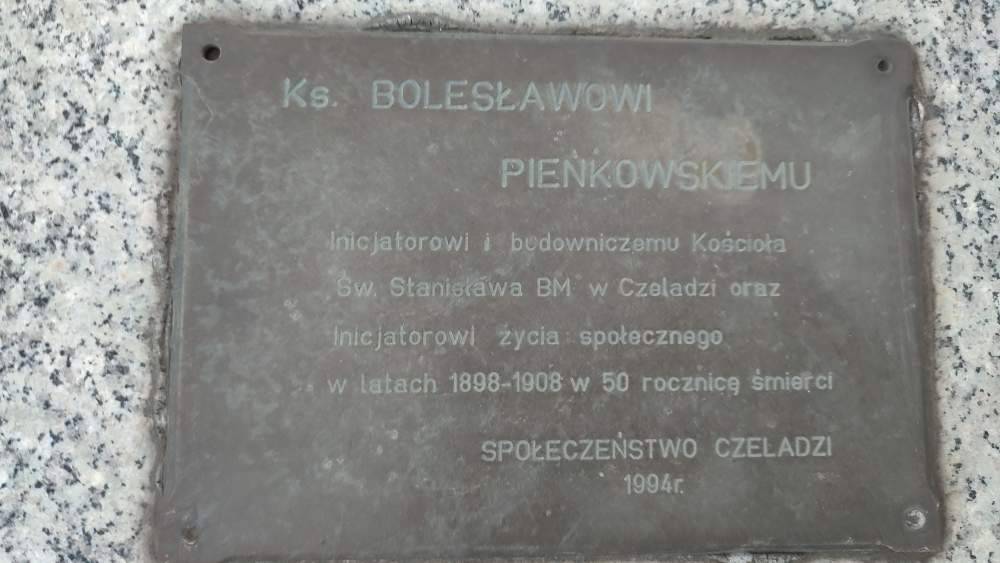 Ks. BOLESŁAWOWI
PIEŃKOWSKIEMU
Inicjatorowi i budowniczemu Kościoła
Św. Stanisława BM w Czeladzi oraz
Inicjatorowi życia społecznego
w latach 1898-1908 w 50 rocznicę śmierci
SPOŁECZEŃSTWO CZELADZI
1994r.